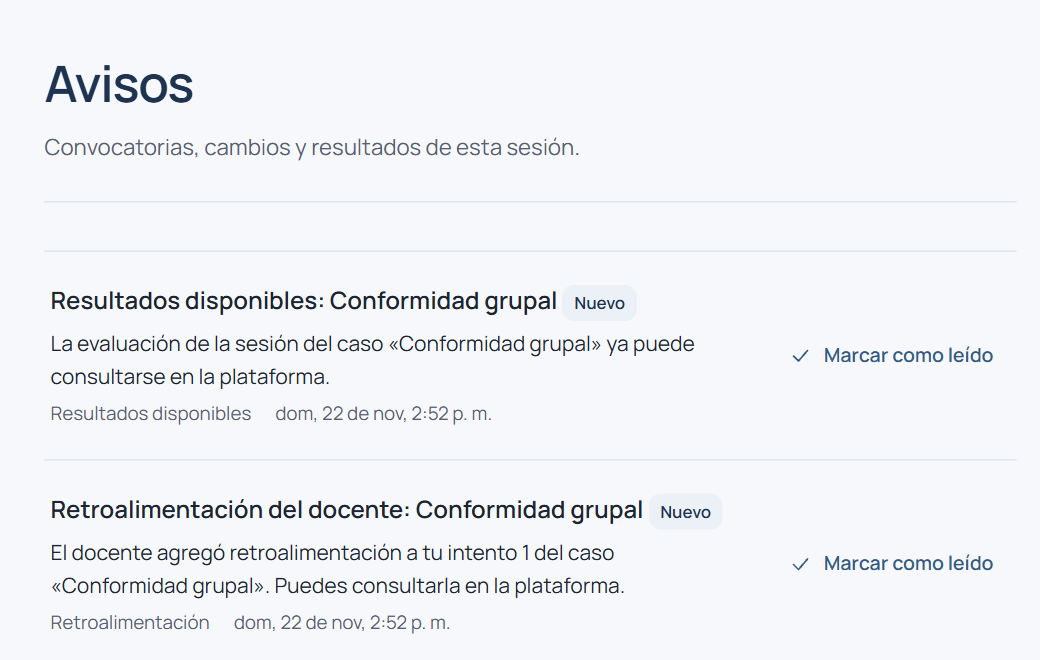 Avisos
Convocatorias, cambios y resultados de esta sesión.
Resultados disponibles: Conformidad grupal Nuevo
La evaluación de la sesión del caso «Conformidad grupal» ya puede
consultarse en la plataforma.
Marcar como leído
Resultados disponibles dom, 22 de nov, 2:52 p. m.
Retroalimentación del docente: Conformidad grupal Nuevo
El docente agregó retroalimentación a tu intento 1 del caso
«Conformidad grupal». Puedes consultarla en la plataforma.
Marcar como leído
Retroalimentación dom, 22 de nov, 2:52 p. m.